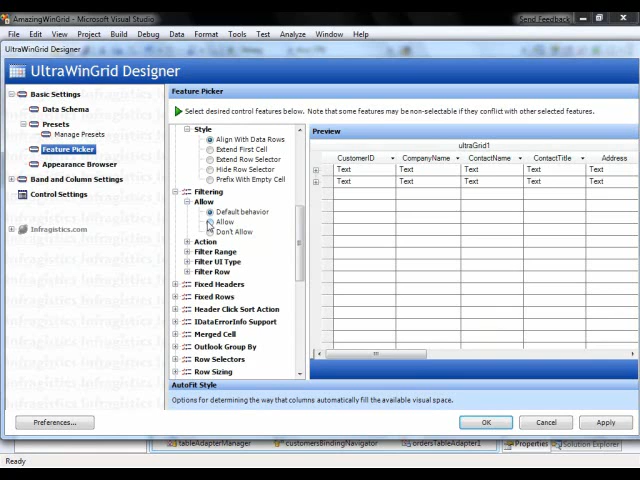 AmazingWinGrid - Microsoft Visual Studio
Send Feedback
File Edit View Project Build Debug Data Format Tools Test Analyze Window Help
UltraWinGrid Designer
UltraWinGrid Designer
Basic Settings
Data Schema
Presets
Manage Presets
Feature Picker
Appearance Browser
Band and Column Settings
Control Settings
Infragistics.com
Preferences...
Feature Picker
Select desired control features below. Note that some features may be non-selectable if they conflict with other selected features.
Style
Align With Data Rows
Extend First Cell
Extend Row Selector
Hide Row Selector
Prefix With Empty Cell
Filtering
Allow
Default behavior
Allow
Don't Allow
Action
Filter Range
Filter UI Type
Filter Row
Fixed Headers
Fixed Rows
Header Click Sort Action
IDataErrorInfo Support
Merged Cell
Outlook Group By
Row Selectors
Row Sizing
Preview
ultraGrid1
CustomerID CompanyName ContactName ContactTitle Address
Text Text Text Text Text
Text Text Text Text Text
AutoFit Style
Options for determining the way that columns automatically fill the available visual space.
OK Cancel Apply
tableAdapterManager customersBindingNavigator ordersTableAdapter1 Properties Solution Explorer
Ready